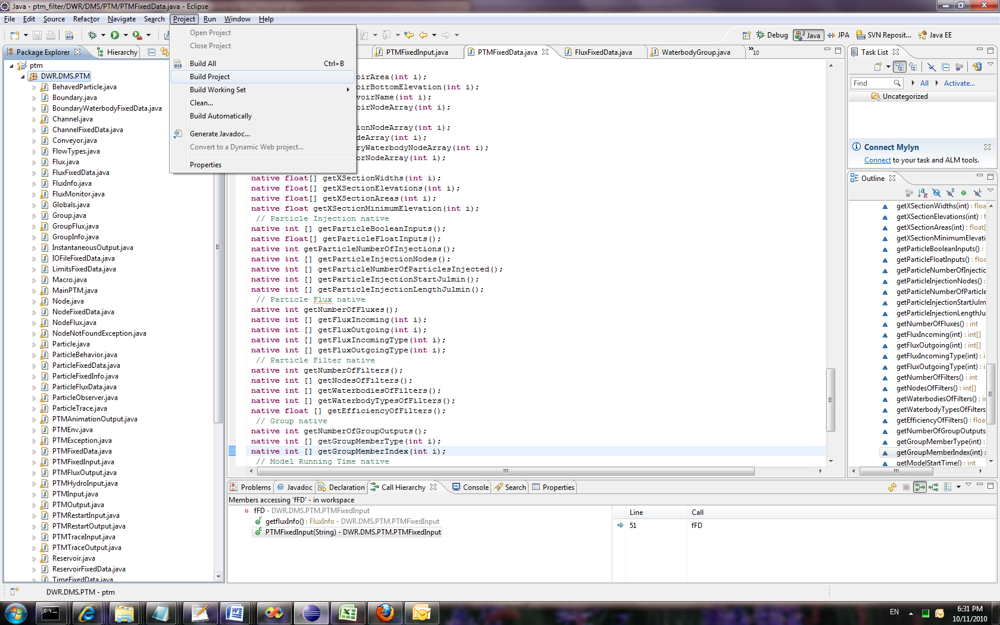 Java - ptm_filter/DWR/DMS/PTM/PTMFixedData.java - Eclipse
File Edit Source Refactor Navigate Search Project Run Window Help
Debug Java JPA SVN Reposit... Java EE
Package Explorer Hierarchy
ptm
DWR.DMS.PTM
BehavedParticle.java
Boundary.java
BoundaryWaterbodyFixedData.java
Channel.java
ChannelFixedData.java
Conveyor.java
FlowTypes.java
Flux.java
FluxFixedData.java
FluxInfo.java
FluxMonitor.java
Globals.java
Group.java
GroupFlux.java
GroupInfo.java
InstantaneousOutput.java
IOFileFixedData.java
LimitsFixedData.java
Macro.java
MainPTM.java
Node.java
NodeFixedData.java
NodeFlux.java
NodeNotFoundException.java
Particle.java
ParticleBehavior.java
ParticleFixedData.java
ParticleFixedInfo.java
ParticleFluxData.java
ParticleObserver.java
ParticleTrace.java
PTMAnimationOutput.java
PTMEnv.java
PTMException.java
PTMFixedData.java
PTMFixedInput.java
PTMFluxOutput.java
PTMHydroInput.java
PTMInput.java
PTMOutput.java
PTMRestartInput.java
PTMRestartOutput.java
PTMTraceInput.java
PTMTraceOutput.java
Reservoir.java
ReservoirFixedData.java
TimeFixedData.java
Open Project
Close Project
Build All Ctrl+B
Build Project
Build Working Set
Clean...
Build Automatically
Generate Javadoc...
Convert to a Dynamic Web project...
Properties
PTMFixedInput.java PTMFixedData.java FluxFixedData.java WaterbodyGroup.java »10
oirArea(int i);
oirBottomElevation(int i);
voirName(int i);
oirNodeArray(int i);
ionNodeArray(int i);
deArray(int i);
ryWaterbodyNodeArray(int i);
orNodeArray(int i);
native float[] getXSectionWidths(int i);
native float[] getXSectionElevations(int i);
native float[] getXSectionAreas(int i);
native float getXSectionMinimumElevation(int i);
// Particle Injection native
native int [] getParticleBooleanInputs();
native float[] getParticleFloatInputs();
native int getParticleNumberOfInjections();
native int [] getParticleInjectionNodes();
native int [] getParticleNumberOfParticlesInjected();
native int [] getParticleInjectionStartJulmin();
native int [] getParticleInjectionLengthJulmin();
// Particle Flux native
native int getNumberOfFluxes();
native int [] getFluxIncoming(int i);
native int [] getFluxOutgoing(int i);
native int [] getFluxIncomingType(int i);
native int [] getFluxOutgoingType(int i);
// Particle Filter native
native int getNumberOfFilters();
native int [] getNodesOfFilters();
native int [] getWaterbodiesOfFilters();
native int [] getWaterbodyTypesOfFilters();
native float [] getEfficiencyOfFilters();
// Group native
native int getNumberOfGroupOutputs();
native int [] getGroupMemberType(int i);
native int [] getGroupMemberIndex(int i);
// Model Running Time native
Task List
Find All Activate...
Uncategorized
Connect Mylyn
Connect to your task and ALM tools.
Outline
getXSectionWidths(int) : floa
getXSectionElevations(int) : f
getXSectionAreas(int) : float[
getXSectionMinimumElevati
getParticleBooleanInputs() :
getParticleFloatInputs() : floa
getParticleNumberOfInjectio
getParticleInjectionNodes() :
getParticleNumberOfParticle
getParticleInjectionStartJulm
getParticleInjectionLengthJu
getNumberOfFluxes() : int
getFluxIncoming(int) : int[]
getFluxOutgoing(int) : int[]
getFluxIncomingType(int) : i
getFluxOutgoingType(int) : i
getNumberOfFilters() : int
getNodesOfFilters() : int[]
getWaterbodiesOfFilters() : in
getWaterbodyTypesOfFilters
getEfficiencyOfFilters() : floa
getNumberOfGroupOutputs
getGroupMemberType(int) :
getGroupMemberIndex(int) :
getModelStartTime() : int
Problems Javadoc Declaration Call Hierarchy Console Search Properties
Members accessing 'fFD' - in workspace
fFD - DWR.DMS.PTM.PTMFixedInput
getfluxInfo() : FluxInfo - DWR.DMS.PTM.PTMFixedInput
PTMFixedInput(String) - DWR.DMS.PTM.PTMFixedInput
Line Call
51 fFD
DWR.DMS.PTM - ptm
EN 6:31 PM
10/11/2010